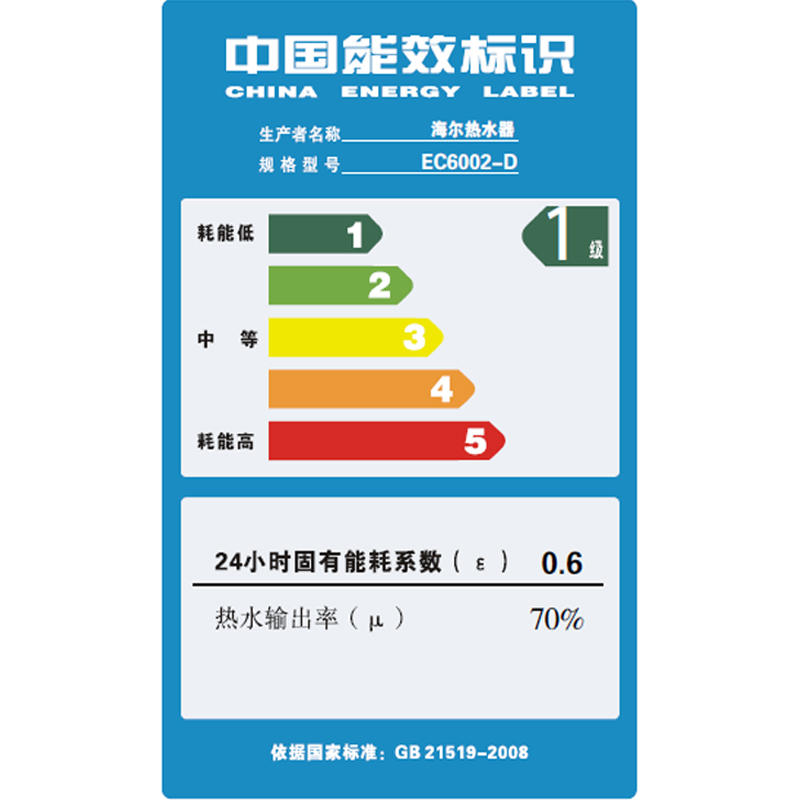 中国能效标识
CHINA ENERGY LABEL
生产者名称 海尔热水器
规格型号 EC6002-D
耗能低 1 1级
2
中 等 3
4
耗能高 5
24小时固有能耗系数(ε) 0.6
热水输出率(μ) 70%
依据国家标准:GB 21519-2008